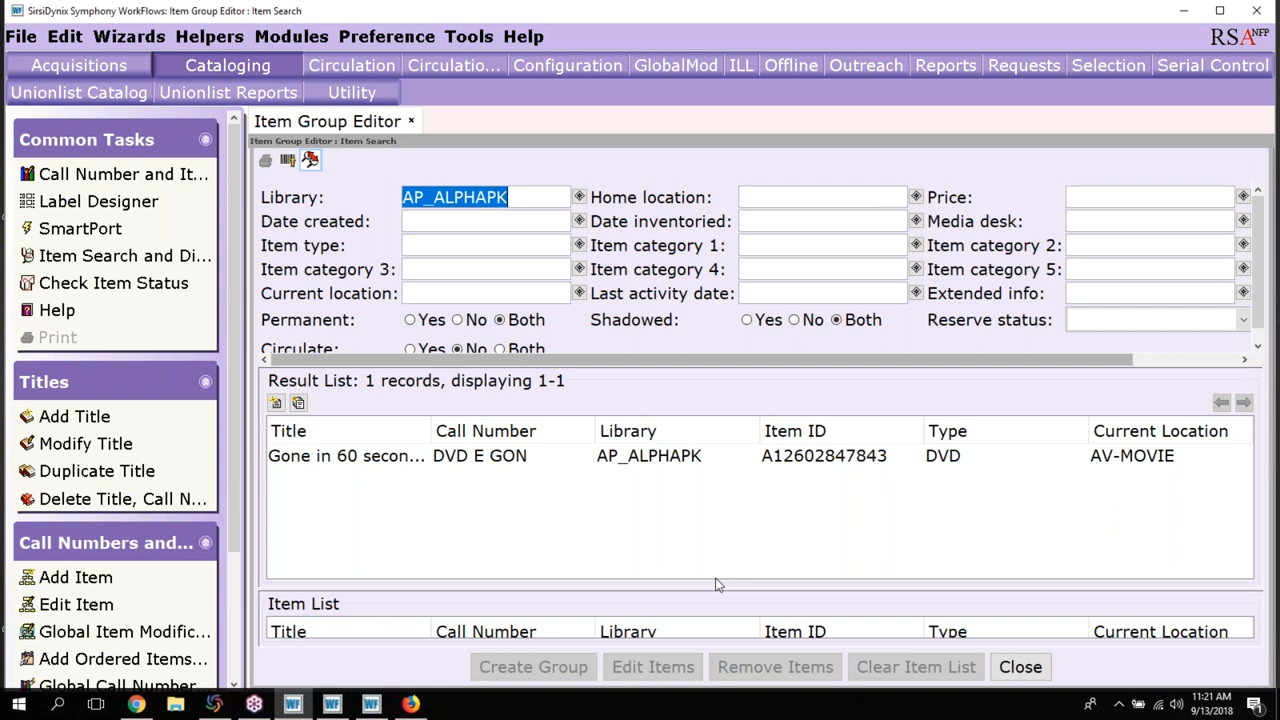 SirsiDynix Symphony WorkFlows: Item Group Editor : Item Search
File Edit Wizards Helpers Modules Preference Tools Help
RSA NFP
Acquisitions Cataloging Circulation Circulatio... Configuration GlobalMod ILL Offline Outreach Reports Requests Selection Serial Control
Unionlist Catalog Unionlist Reports Utility
Common Tasks
Call Number and It...
Label Designer
SmartPort
Item Search and Di...
Check Item Status
Help
Print
Titles
Add Title
Modify Title
Duplicate Title
Delete Title, Call N...
Call Numbers and...
Add Item
Edit Item
Global Item Modific...
Add Ordered Items...
Global Call Number
Item Group Editor ×
Item Group Editor : Item Search
Library: AP_ALPHAPK Home location: Price:
Date created: Date inventoried: Media desk:
Item type: Item category 1: Item category 2:
Item category 3: Item category 4: Item category 5:
Current location: Last activity date: Extended info:
Permanent: Yes No Both Shadowed: Yes No Both Reserve status:
Circulate: Yes No Both
Result List: 1 records, displaying 1-1
Title Call Number Library Item ID Type Current Location
Gone in 60 secon... DVD E GON AP_ALPHAPK A12602847843 DVD AV-MOVIE
Item List
Title Call Number Library Item ID Type Current Location
Create Group Edit Items Remove Items Clear Item List Close
WF WF WF
11:21 AM
9/13/2018
1